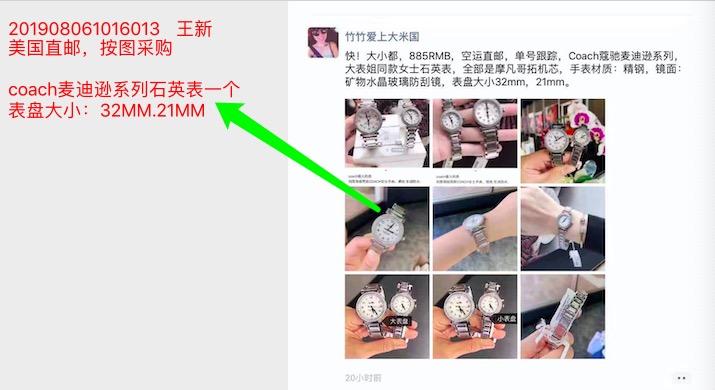 201908061016013 王新
美国直邮，按图采购
coach麦迪逊系列石英表一个
表盘大小：32MM.21MM
竹竹爱上大米国
快！大小都，885RMB，空运直邮，单号跟踪，Coach蔻驰麦迪逊系列，
大表姐同款女士石英表，全部是摩凡哥拓机芯，手表材质：精钢，镜面：
矿物水晶玻璃防刮镜，表盘大小32mm，21mm。
大表盘
小表盘
20小时前